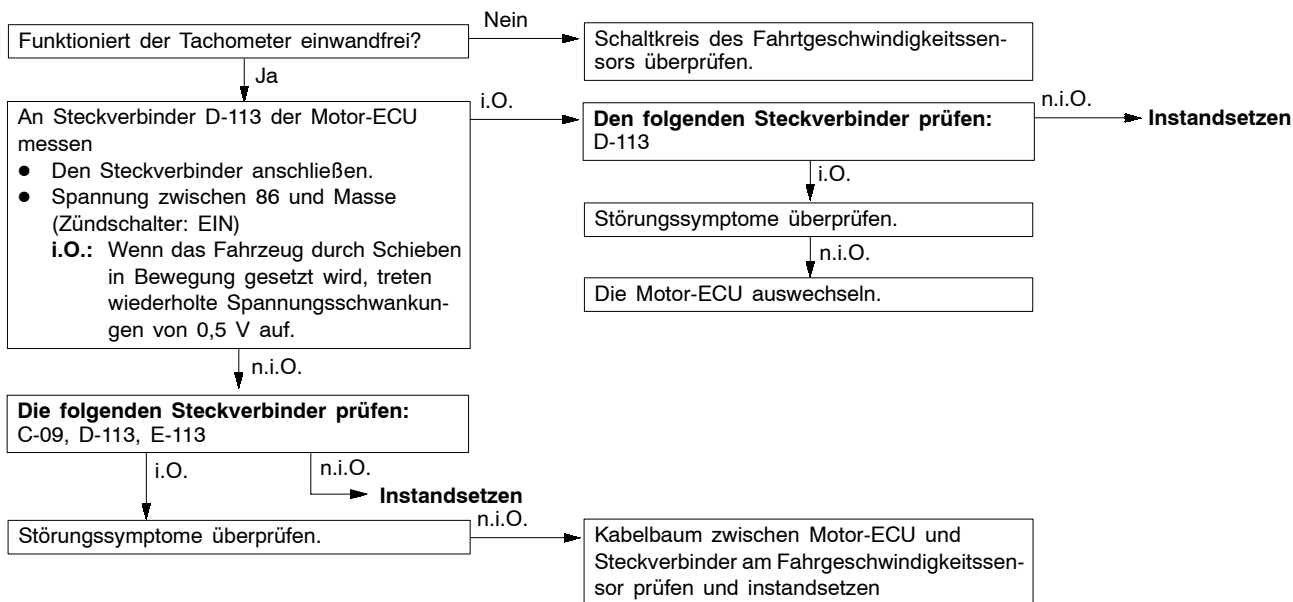 Funktioniert der Tachometer einwandfrei?
Nein
Schaltkreis des Fahrtgeschwindigkeitssen-
sors überprüfen.
Ja
An Steckverbinder D-113 der Motor-ECU
messen
● Den Steckverbinder anschließen.
● Spannung zwischen 86 und Masse
(Zündschalter: EIN)
i.O.: Wenn das Fahrzeug durch Schieben
in Bewegung gesetzt wird, treten
wiederholte Spannungsschwankun-
gen von 0,5 V auf.
i.O.
Den folgenden Steckverbinder prüfen:
D-113
n.i.O.
Instandsetzen
i.O.
Störungssymptome überprüfen.
n.i.O.
Die Motor-ECU auswechseln.
n.i.O.
Die folgenden Steckverbinder prüfen:
C-09, D-113, E-113
i.O.
n.i.O.
Instandsetzen
Störungssymptome überprüfen.
n.i.O.
Kabelbaum zwischen Motor-ECU und
Steckverbinder am Fahrgeschwindigkeitssen-
sor prüfen und instandsetzen